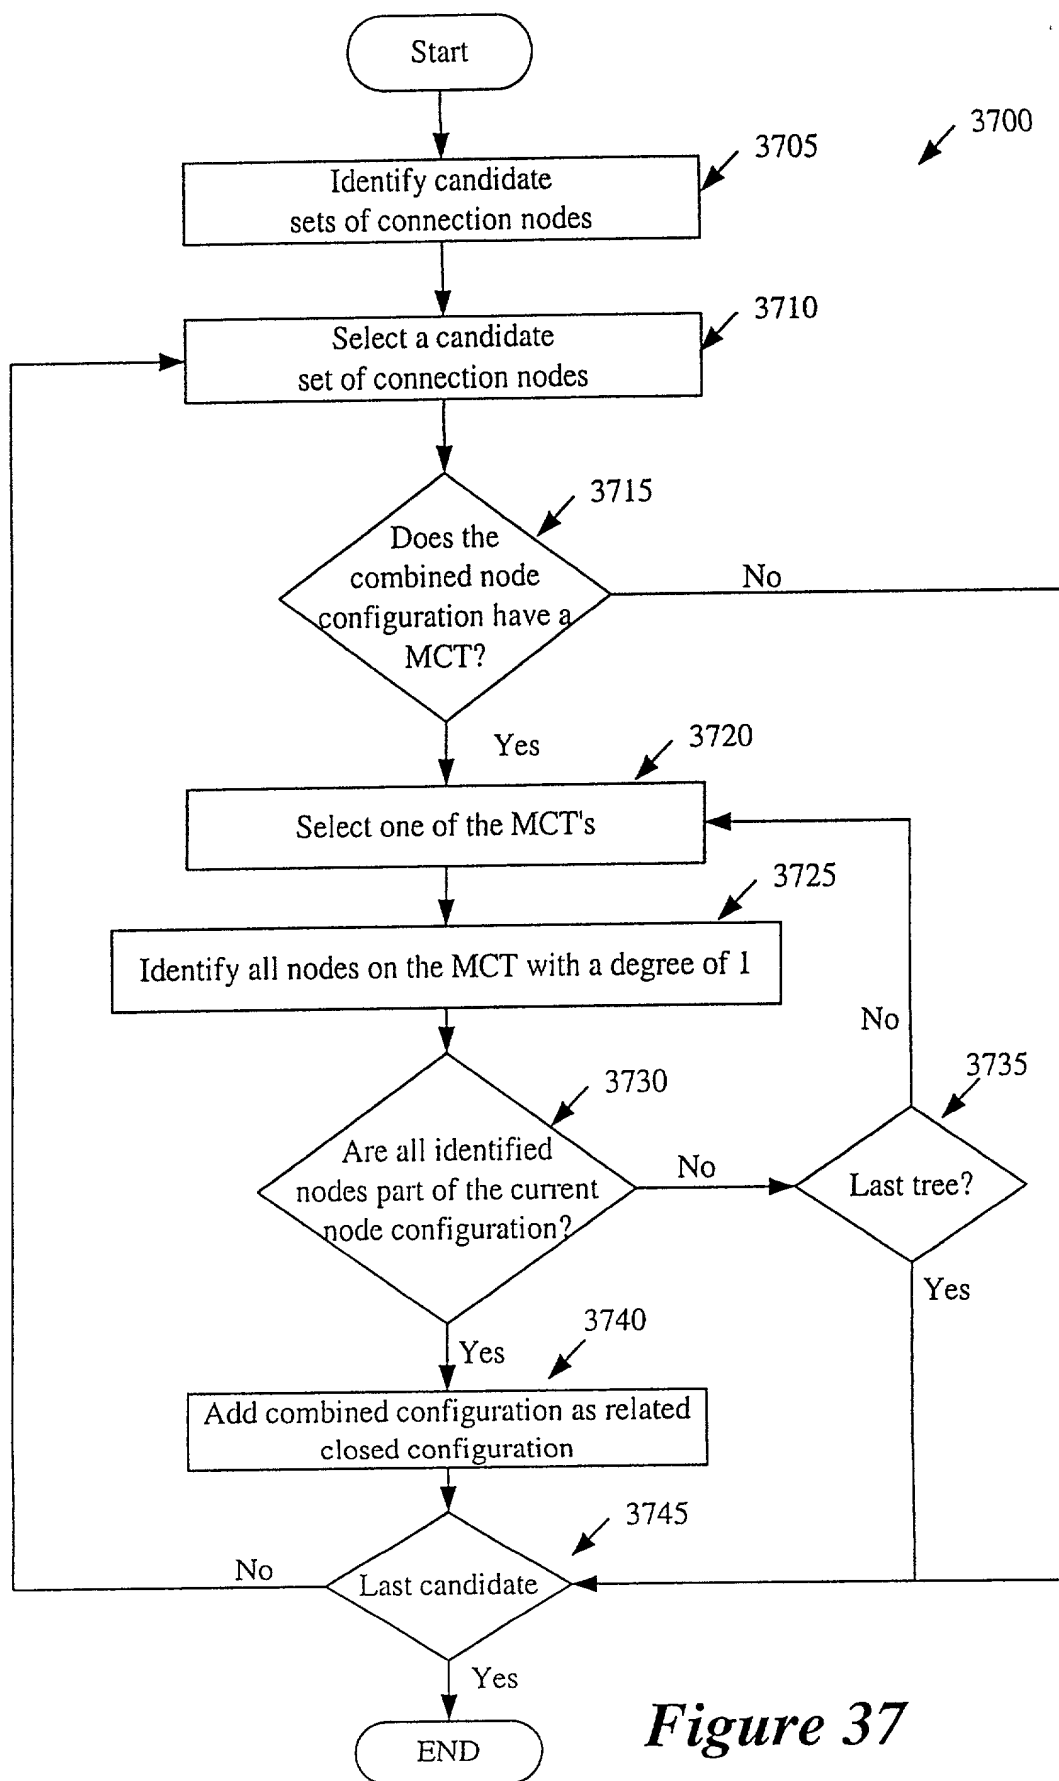 Start
3700
3705
Identify candidate
sets of connection nodes
3710
Select a candidate
set of connection nodes
3715
Does the
combined node
configuration have a
MCT?
No
Yes
3720
Select one of the MCT's
3725
Identify all nodes on the MCT with a degree of 1
No
3730
3735
Are all identified
nodes part of the current
node configuration?
No
Last tree?
Yes
3740
Yes
Add combined configuration as related
closed configuration
3745
No
Last candidate
Yes
END
Figure 37